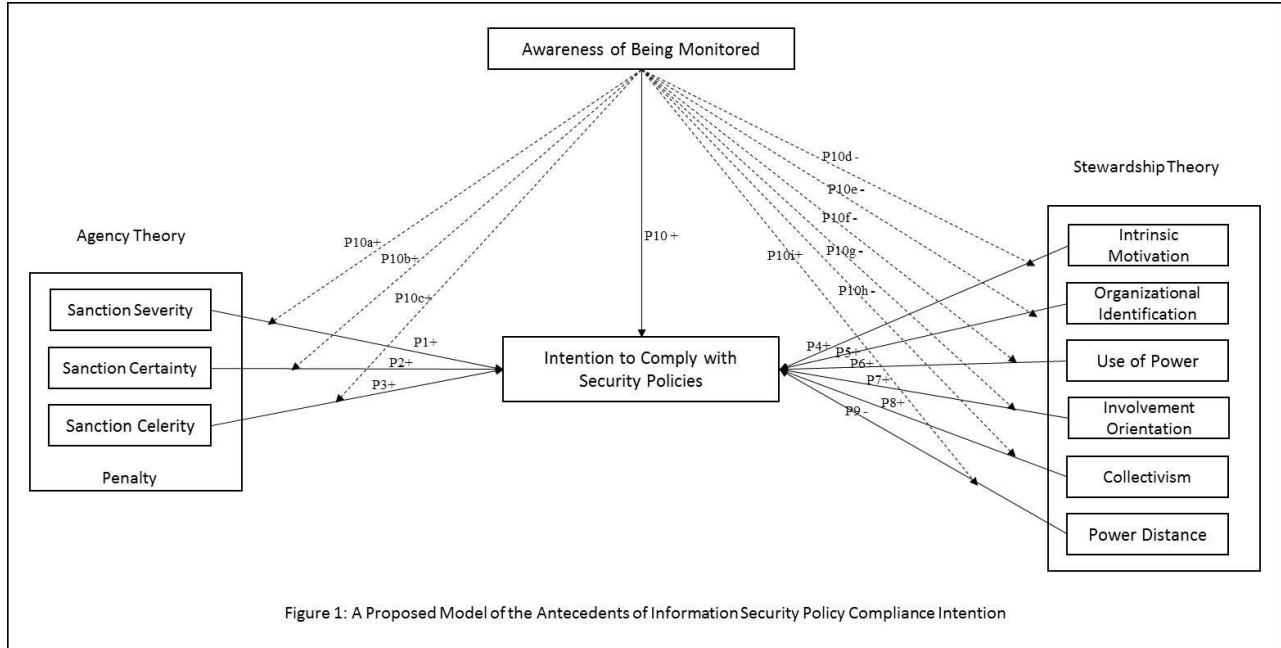 Awareness of Being Monitored
P10d -
P10e -
P10f-
P10g -
P10h -
P10i+
P10 +
P10a+
P10b+
P10c+
Agency Theory
Sanction Severity
Sanction Certainty
Sanction Celerity
Penalty
P1+
P2+
P3+
Intention to Comply with
Security Policies
P4+
P5+
P6+
P7+
P8+
P9 -
Stewardship Theory
Intrinsic
Motivation
Organizational
Identification
Use of Power
Involvement
Orientation
Collectivism
Power Distance
Figure 1: A Proposed Model of the Antecedents of Information Security Policy Compliance Intention